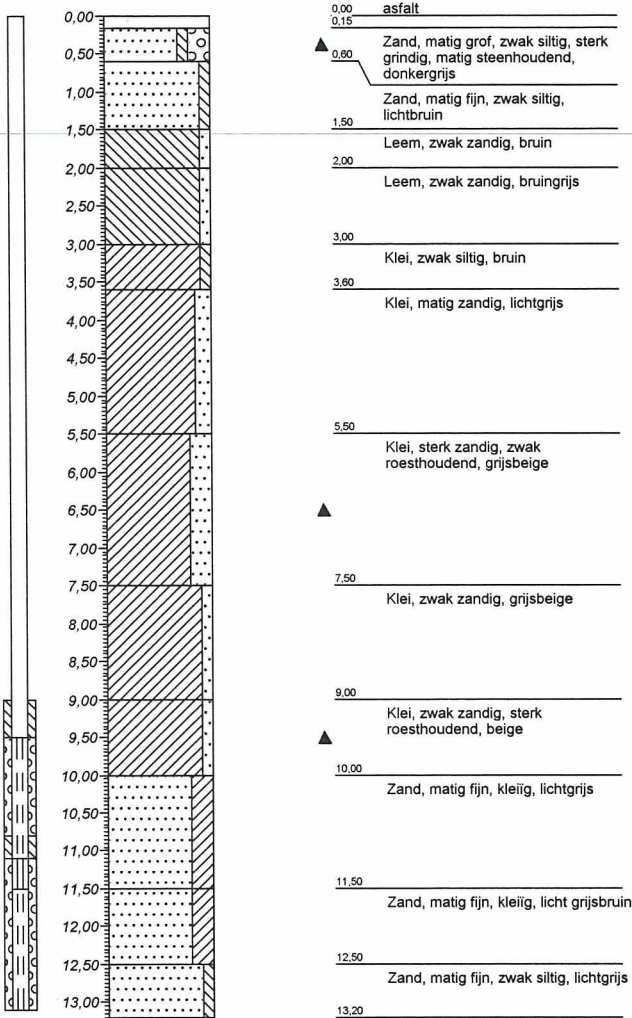 0,00 asfalt
0,15
Zand, matig grof, zwak siltig, sterk
grindig, matig steenhoudend,
donkergrijs
0,60
Zand, matig fijn, zwak siltig,
lichtbruin
1,50
Leem, zwak zandig, bruin
2,00
Leem, zwak zandig, bruingrijs
3,00
Klei, zwak siltig, bruin
3,60
Klei, matig zandig, lichtgrijs
5,50
Klei, sterk zandig, zwak
roesthoudend, grijsbeige
7,50
Klei, zwak zandig, grijsbeige
9,00
Klei, zwak zandig, sterk
roesthoudend, beige
10,00
Zand, matig fijn, kleiïg, lichtgrijs
11,50
Zand, matig fijn, kleiïg, licht grijsbruin
12,50
Zand, matig fijn, zwak siltig, lichtgrijs
13,20
0,00
0,50
1,00
1,50
2,00
2,50
3,00
3,50
4,00
4,50
5,00
5,50
6,00
6,50
7,00
7,50
8,00
8,50
9,00
9,50
10,00
10,50
11,00
11,50
12,00
12,50
13,00